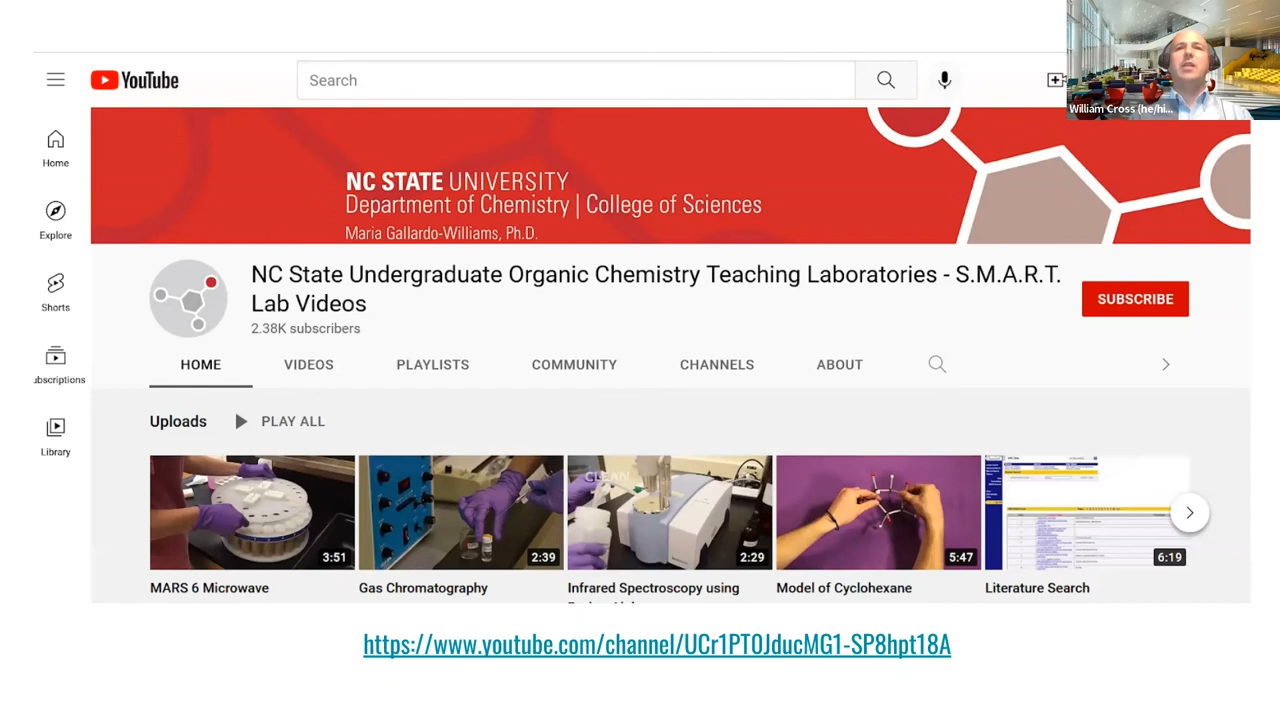 William Cross (he/hi...
YouTube
Search
Home
Explore
Shorts
ubscriptions
Library
NC STATE UNIVERSITY
Department of Chemistry | College of Sciences
Maria Gallardo-Williams, Ph.D.
NC State Undergraduate Organic Chemistry Teaching Laboratories - S.M.A.R.T.
Lab Videos
2.38K subscribers
SUBSCRIBE
HOME VIDEOS PLAYLISTS COMMUNITY CHANNELS ABOUT
Uploads PLAY ALL
CLEAN
3:51 2:39 2:29 5:47 6:19
MARS 6 Microwave
Gas Chromatography
Infrared Spectroscopy using
Model of Cyclohexane
Literature Search
https://www.youtube.com/channel/UCr1PT0JducMG1-SP8hpt18A